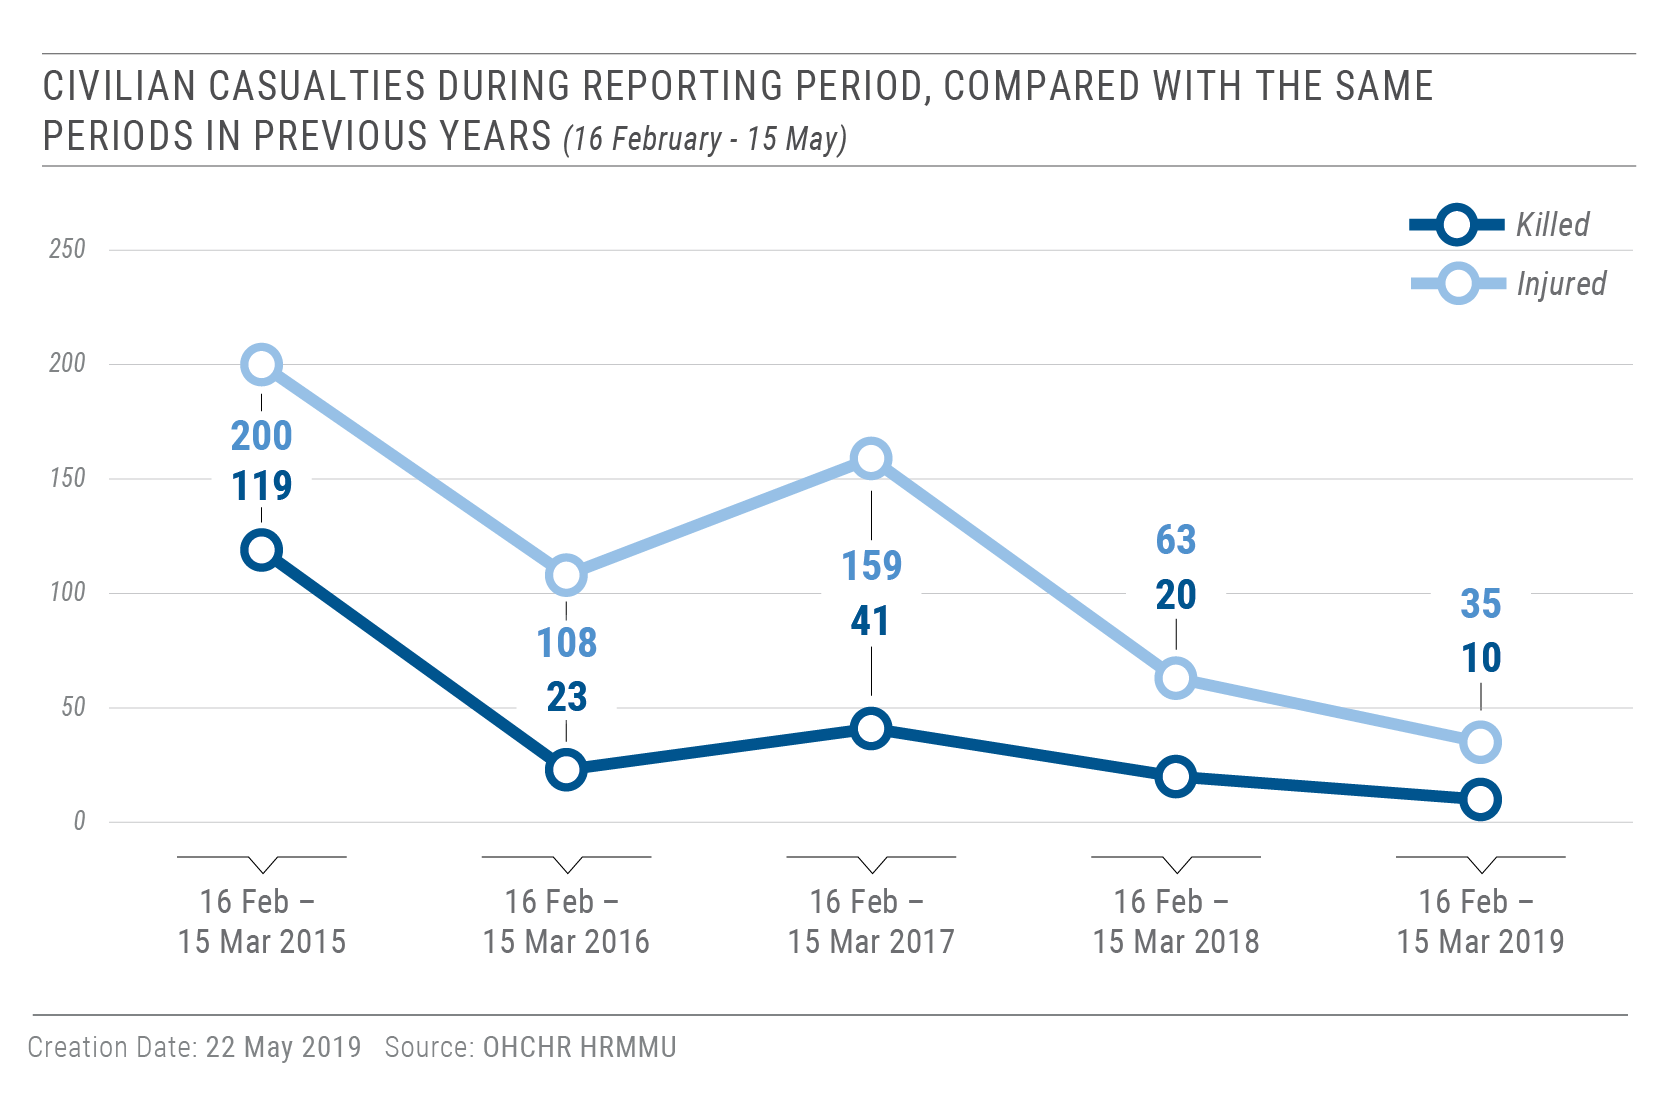 CIVILIAN CASUALTIES DURING REPORTING PERIOD, COMPARED WITH THE SAME
PERIODS IN PREVIOUS YEARS (16 February - 15 May)
Killed
Injured
250
200
150
100
50
0
200
119
108
23
159
41
63
20
35
10
16 Feb –
15 Mar 2015
16 Feb –
15 Mar 2016
16 Feb –
15 Mar 2017
16 Feb –
15 Mar 2018
16 Feb –
15 Mar 2019
Creation Date: 22 May 2019 Source: OHCHR HRMMU